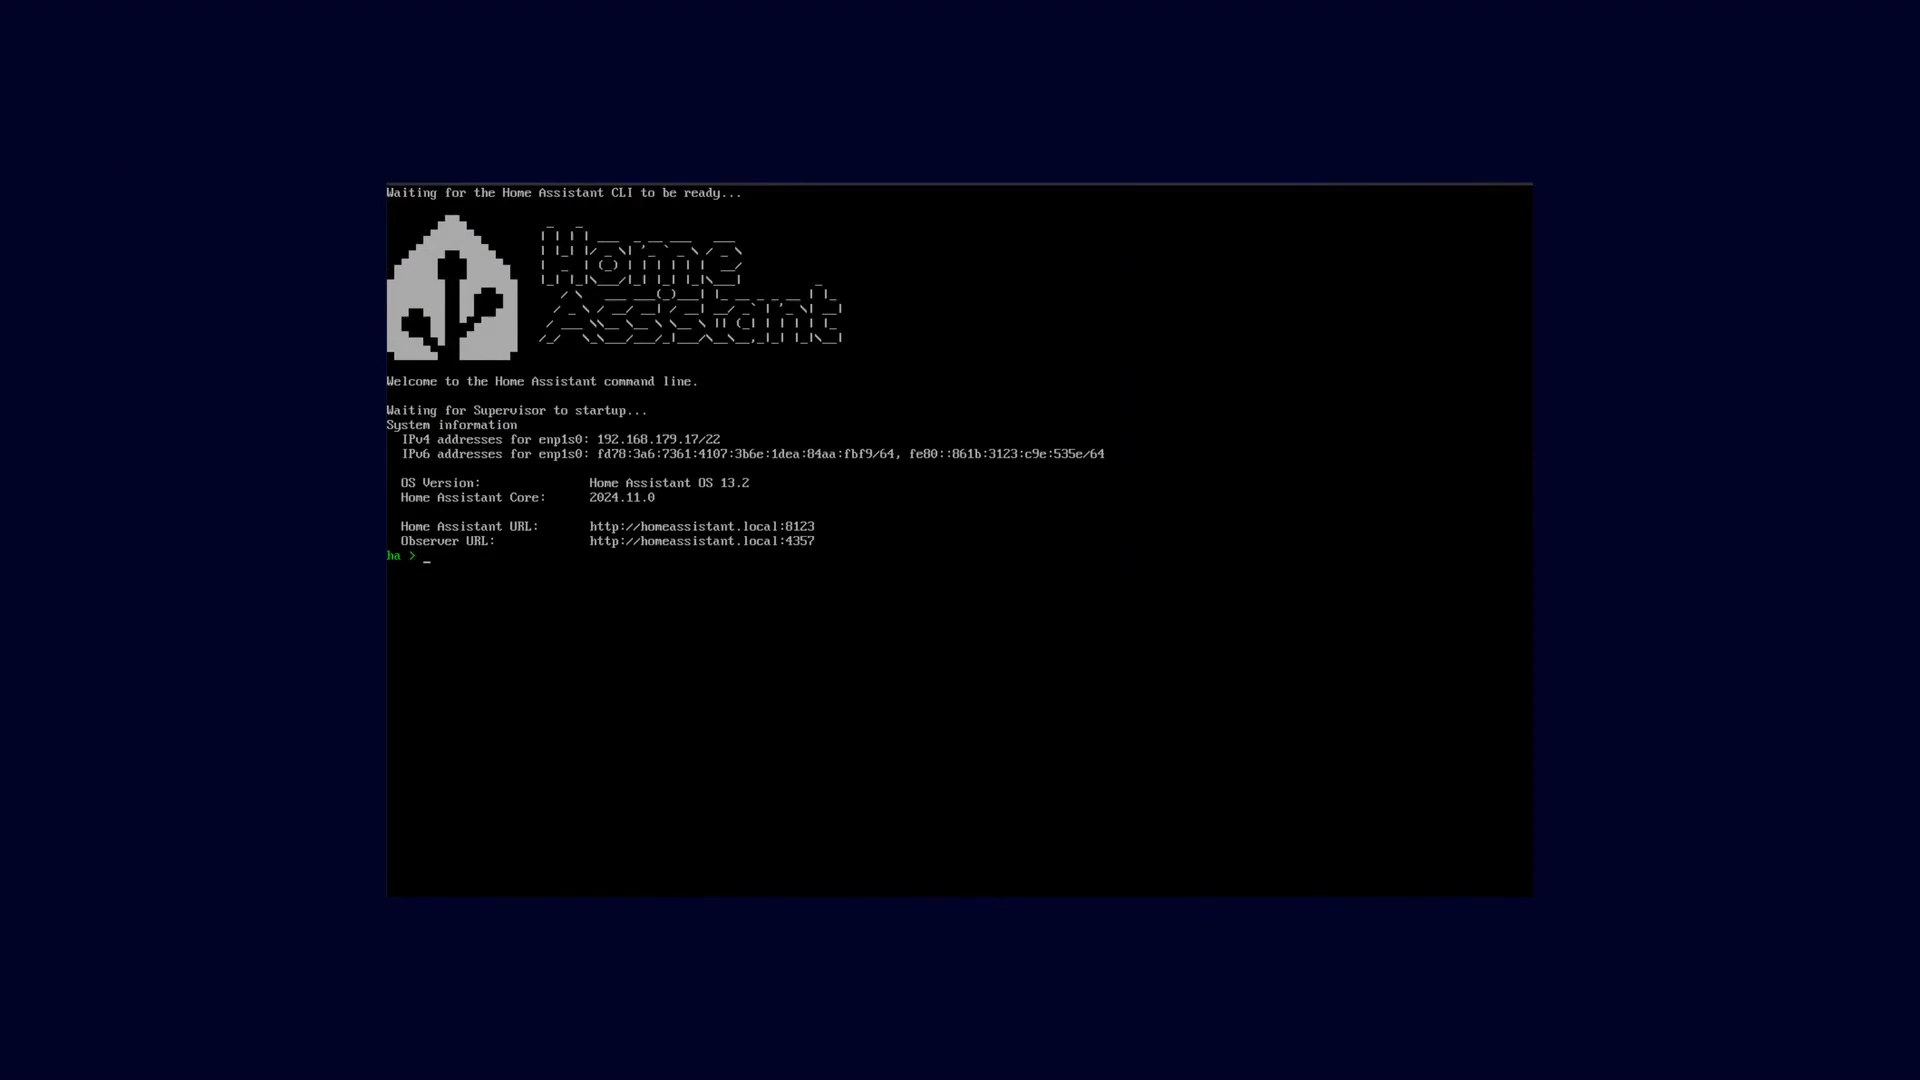 Waiting for the Home Assistant CLI to be ready...
Home
Assistant
Welcome to the Home Assistant command line.
Waiting for Supervisor to startup...
System information
IPv4 addresses for enp1s0: 192.168.179.17/22
IPv6 addresses for enp1s0: fd78:3a6:7361:4107:3b6e:1dea:84aa:fbf9/64, fe80::861b:3123:c9e:535e/64
OS Version: Home Assistant OS 13.2
Home Assistant Core: 2024.11.0
Home Assistant URL: http://homeassistant.local:8123
Observer URL: http://homeassistant.local:4357
ha > _